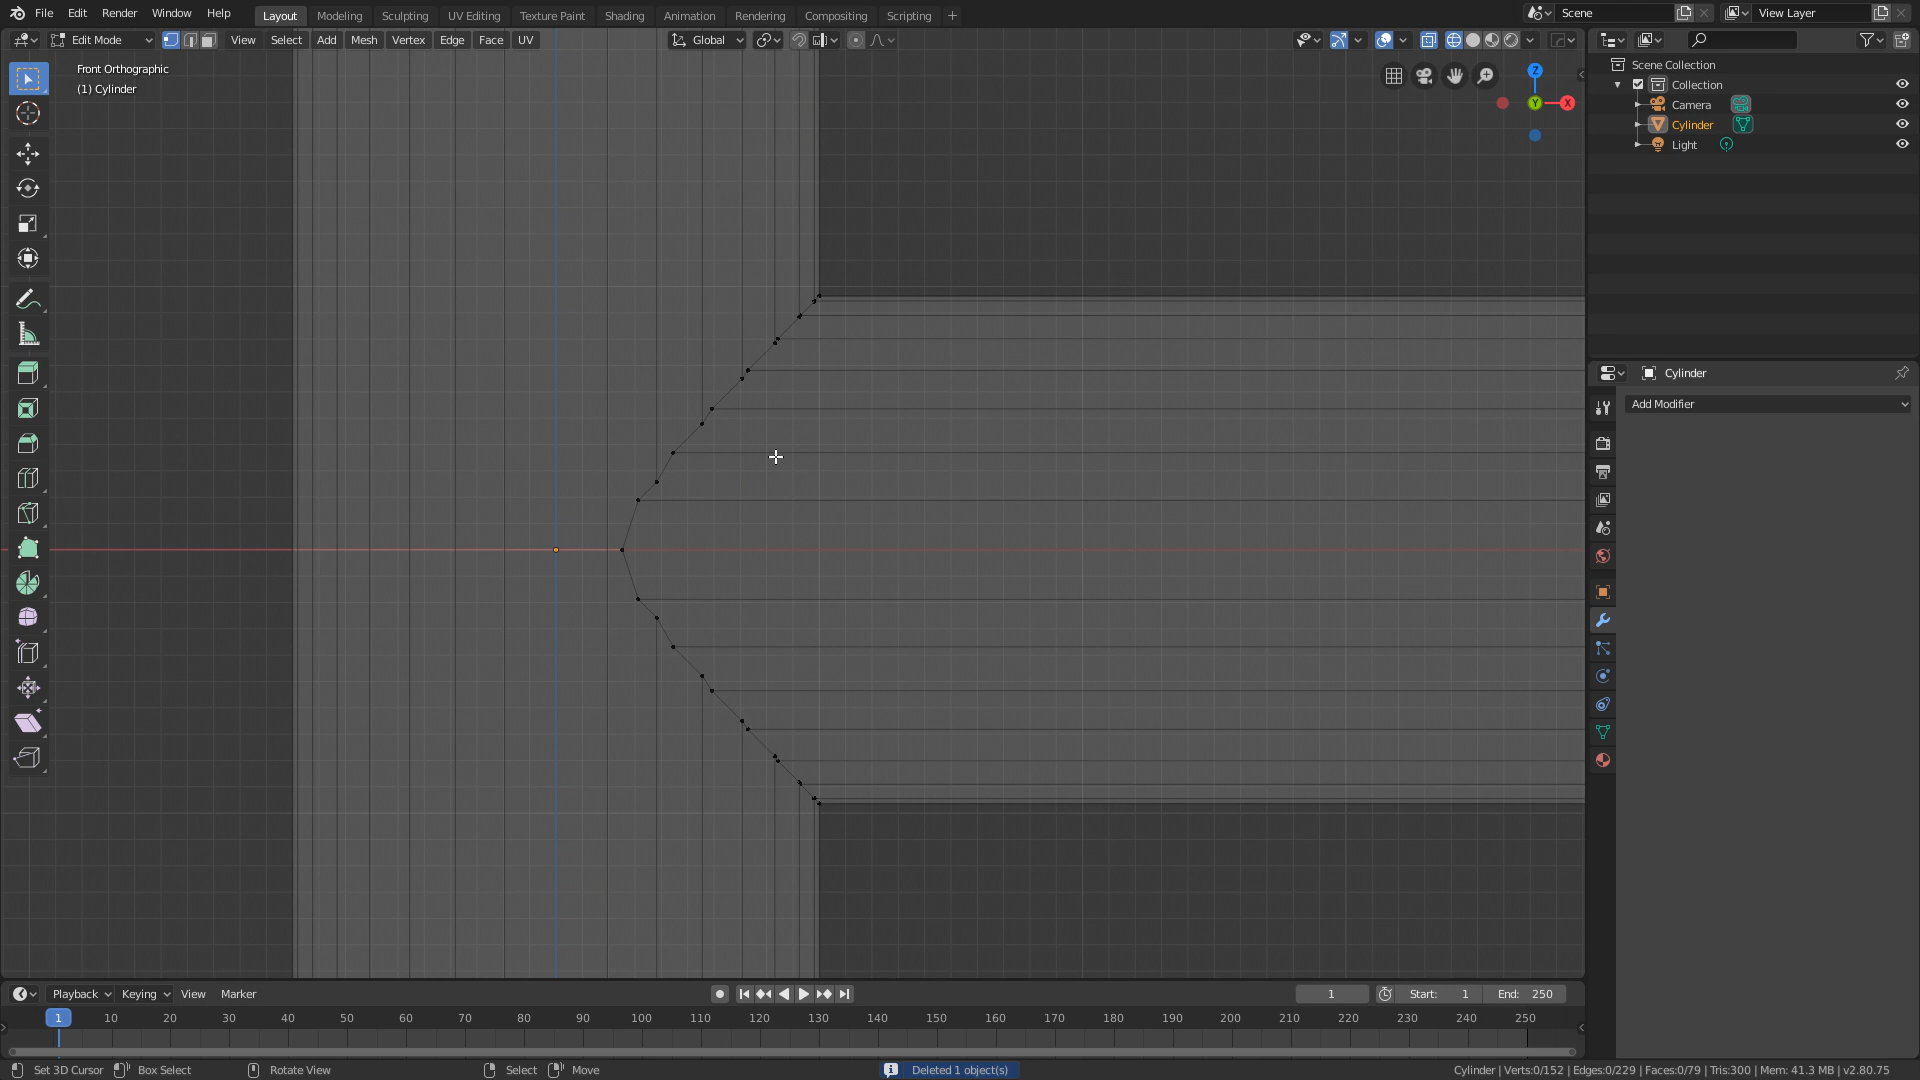 File Edit Render Window Help
Layout Modeling Sculpting UV Editing Texture Paint Shading Animation Rendering Compositing Scripting +
Scene View Layer
Edit Mode View Select Add Mesh Vertex Edge Face UV Global
Front Orthographic
(1) Cylinder
Z
Y
X
Scene Collection
Collection
Camera
Cylinder
Light
Cylinder
Add Modifier
Playback Keying View Marker 1 Start: 1 End: 250
1 10 20 30 40 50 60 70 80 90 100 110 120 130 140 150 160 170 180 190 200 210 220 230 240 250
Set 3D Cursor Box Select Rotate View Select Move Deleted 1 object(s) Cylinder | Verts:0/152 | Edges:0/229 | Faces:0/79 | Tris:300 | Mem: 41.3 MB | v2.80.75